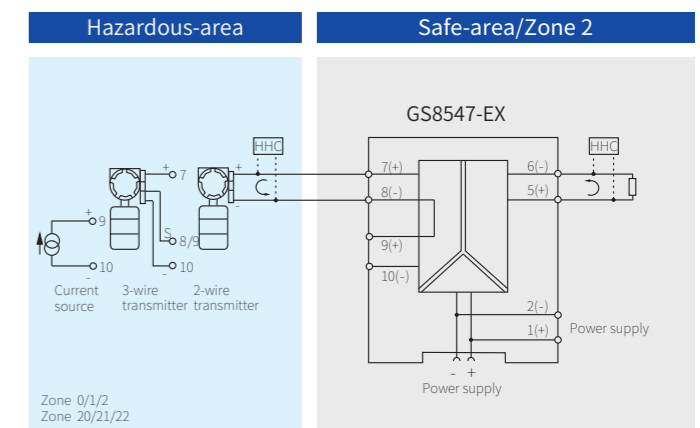 Hazardous-area
Safe-area/Zone 2
GS8547-EX
HHC
HHC
+
7
+
-
7(+)
8(-)
6(-)
5(+)
+
9
S
8/9
9(+)
10
-
10
-
10(-)
Current
source
3-wire
transmitter
2-wire
transmitter
2(-)
1(+)
Power supply
- +
Power supply
Zone 0/1/2
Zone 20/21/22